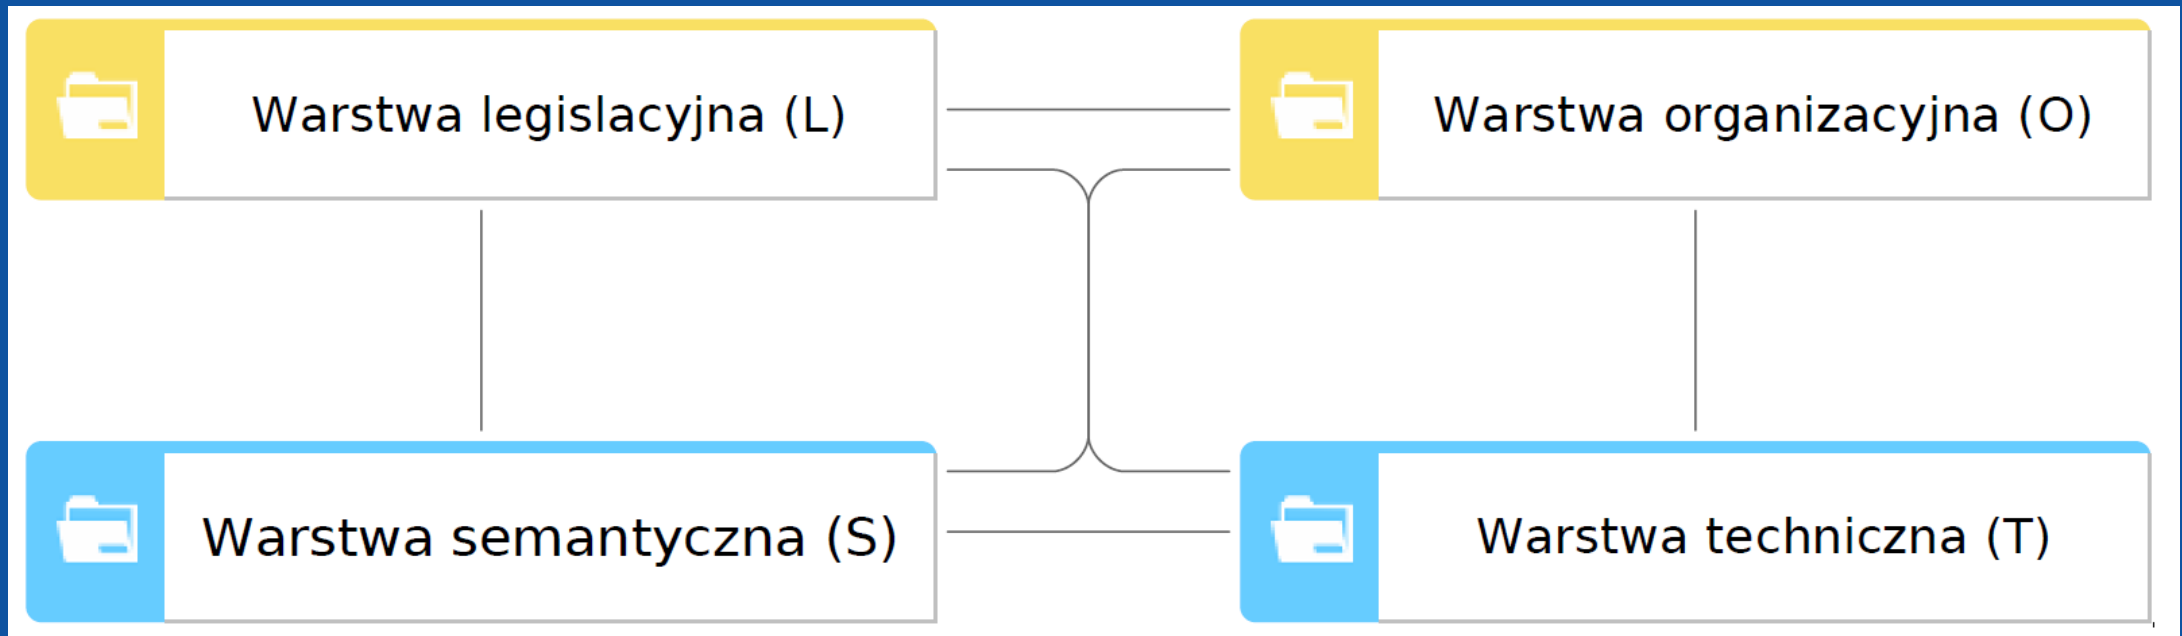 Warstwa legislacyjna (L)
Warstwa organizacyjna (O)
Warstwa semantyczna (S)
Warstwa techniczna (T)